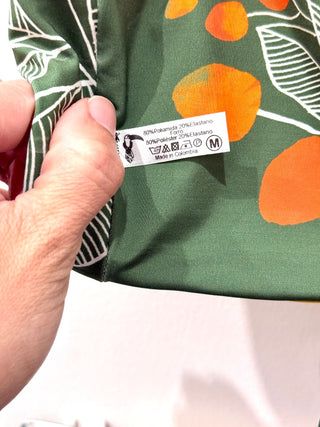 80%Poliamida 20%Elastano
Forro
80%Poliéster 20%Elastano
P M
Made in Colombia